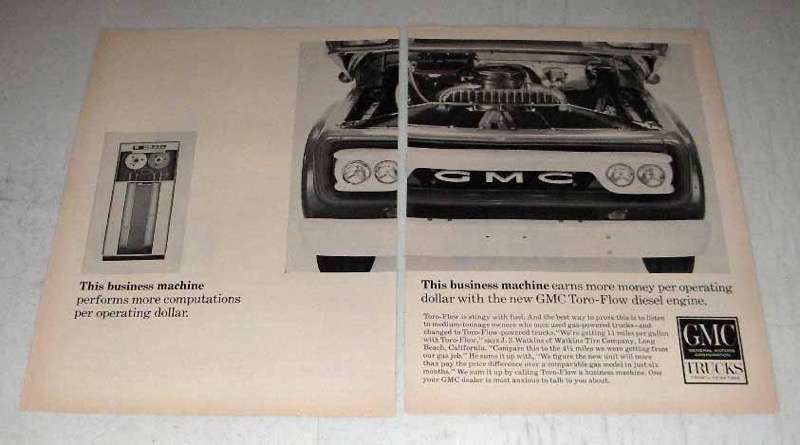 This business machine
performs more computations
per operating dollar.
GMC
This business machine earns more money per operating
dollar with the new GMC Toro-Flow diesel engine.
Toro-Flow is stingy with fuel. And the best way to prove this is to listen
to medium-tonnage owners who once used gas-powered trucks—and
changed to Toro-Flow-powered trucks. "We're getting 11 miles per gallon
with Toro-Flow," says J. S. Watkins of Watkins Tire Company, Long
Beach, California. "Compare this to the 4½ miles we were getting from
our gas job." He sums it up with, "We figure the new unit will more
than pay the price difference over a comparable gas model in just six
months." We sum it up by calling Toro-Flow a business machine. One
your GMC dealer is most anxious to talk to you about.
GMC
GENERAL MOTORS
CORPORATION
TRUCKS